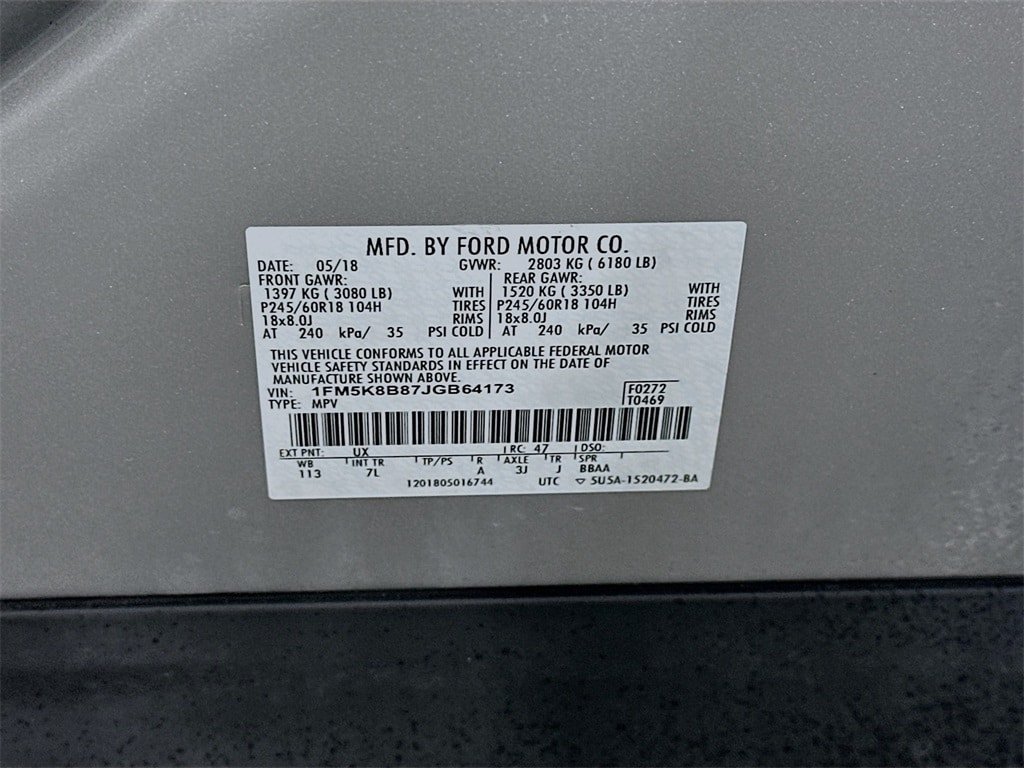 MFD. BY FORD MOTOR CO.
DATE: 05/18 GVWR: 2803 KG ( 6180 LB)
FRONT GAWR: REAR GAWR:
1397 KG ( 3080 LB) WITH 1520 KG ( 3350 LB) WITH
P245/60R18 104H TIRES P245/60R18 104H TIRES
18x8.0J RIMS 18x8.0J RIMS
AT 240 kPa/ 35 PSI COLD AT 240 kPa/ 35 PSI COLD
THIS VEHICLE CONFORMS TO ALL APPLICABLE FEDERAL MOTOR
VEHICLE SAFETY STANDARDS IN EFFECT ON THE DATE OF
MANUFACTURE SHOWN ABOVE.
VIN: 1FM5K8B87JGB64173 F0272
TYPE: MPV T0469
EXT PNT: UX RC: 47 DSO:
WB INT TR TP/PS R AXLE TR SPR
113 7L A 3J J BBAA
1201805016744 UTC ▽ 5U5A-1520472-BA